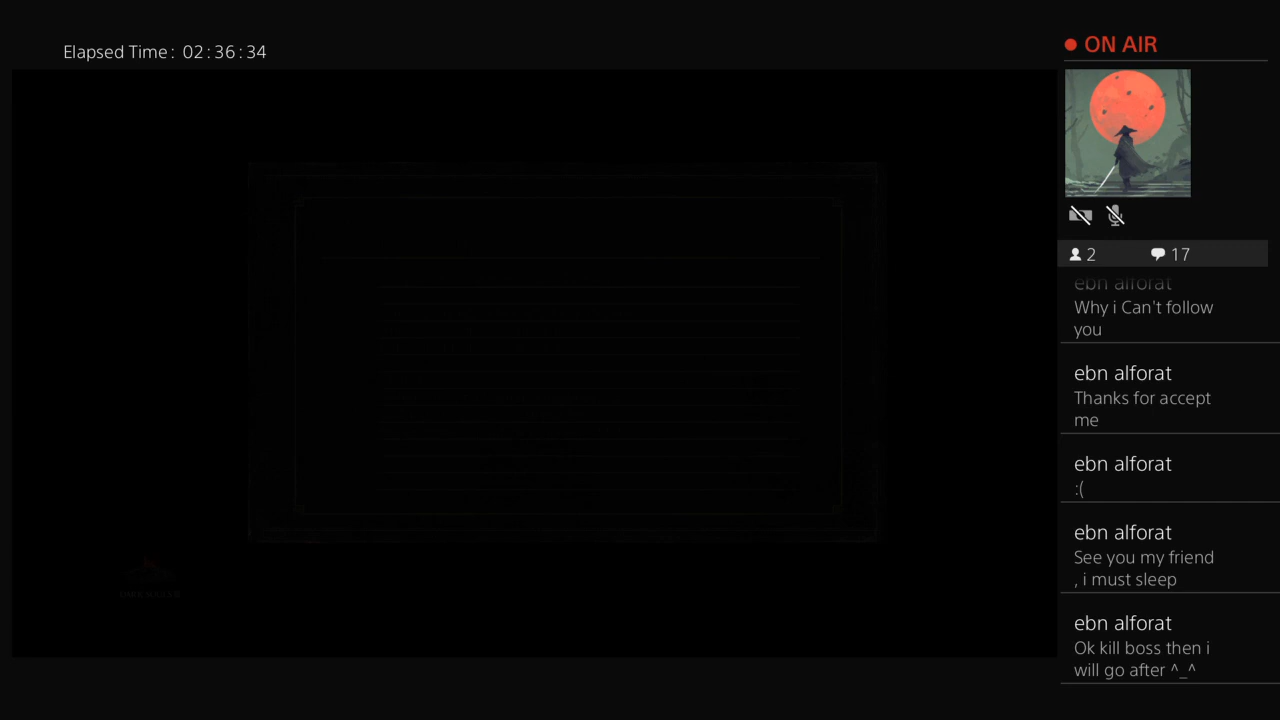 Elapsed Time: 02:36:34
ON AIR
2
17
ebn alforat
Why i Can't follow
you
ebn alforat
Thanks for accept
me
ebn alforat
:(
ebn alforat
See you my friend
, i must sleep
ebn alforat
Ok kill boss then i
will go after ^_^